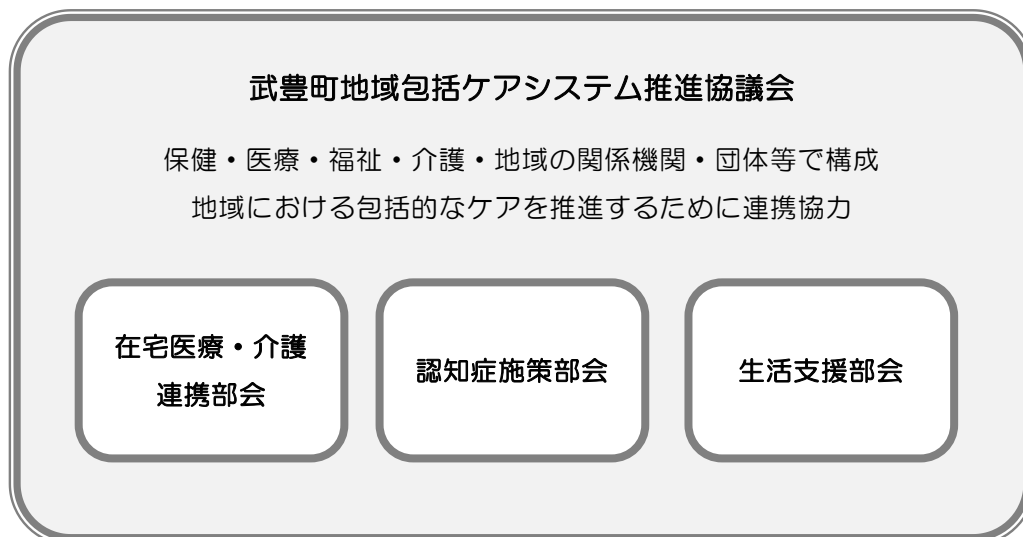 武豊町地域包括ケアシステム推進協議会
保健・医療・福祉・介護・地域の関係機関・団体等で構成
地域における包括的なケアを推進するために連携協力
在宅医療・介護
連携部会
認知症施策部会
生活支援部会